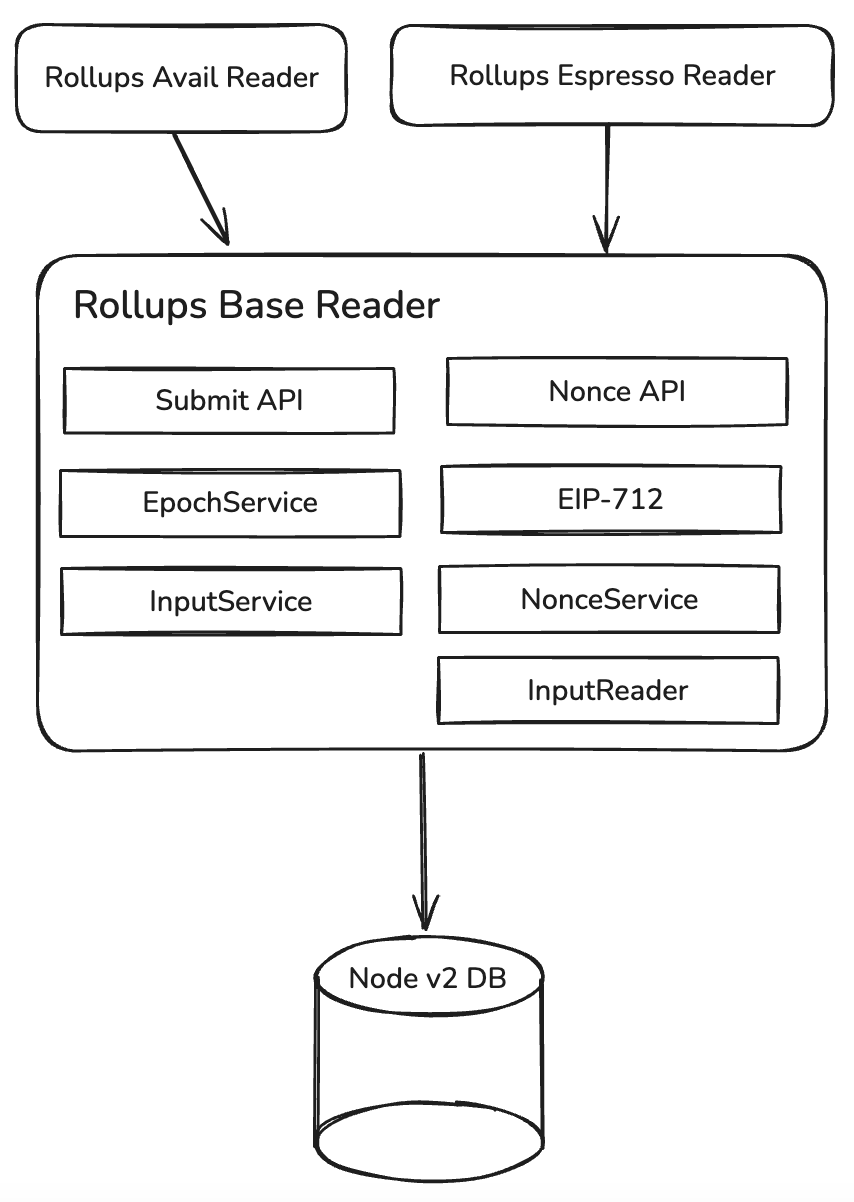 Rollups Avail Reader
Rollups Espresso Reader
Rollups Base Reader
Submit API
Nonce API
EpochService
EIP-712
InputService
NonceService
InputReader
Node v2 DB